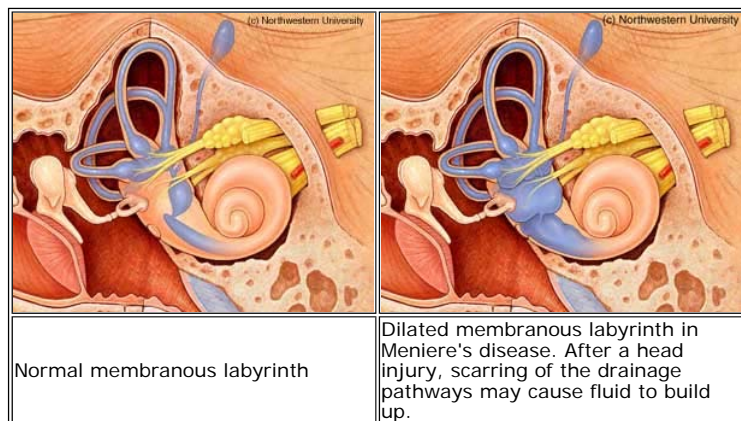 (c) Northwestern University
(c) Northwestern University
Normal membranous labyrinth
Dilated membranous labyrinth in
Meniere's disease. After a head
injury, scarring of the drainage
pathways may cause fluid to build
up.